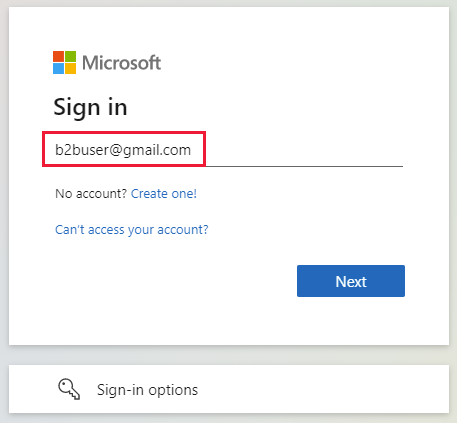 Microsoft
Sign in
b2buser@gmail.com
No account? Create one!
Can't access your account?
Next
Sign-in options